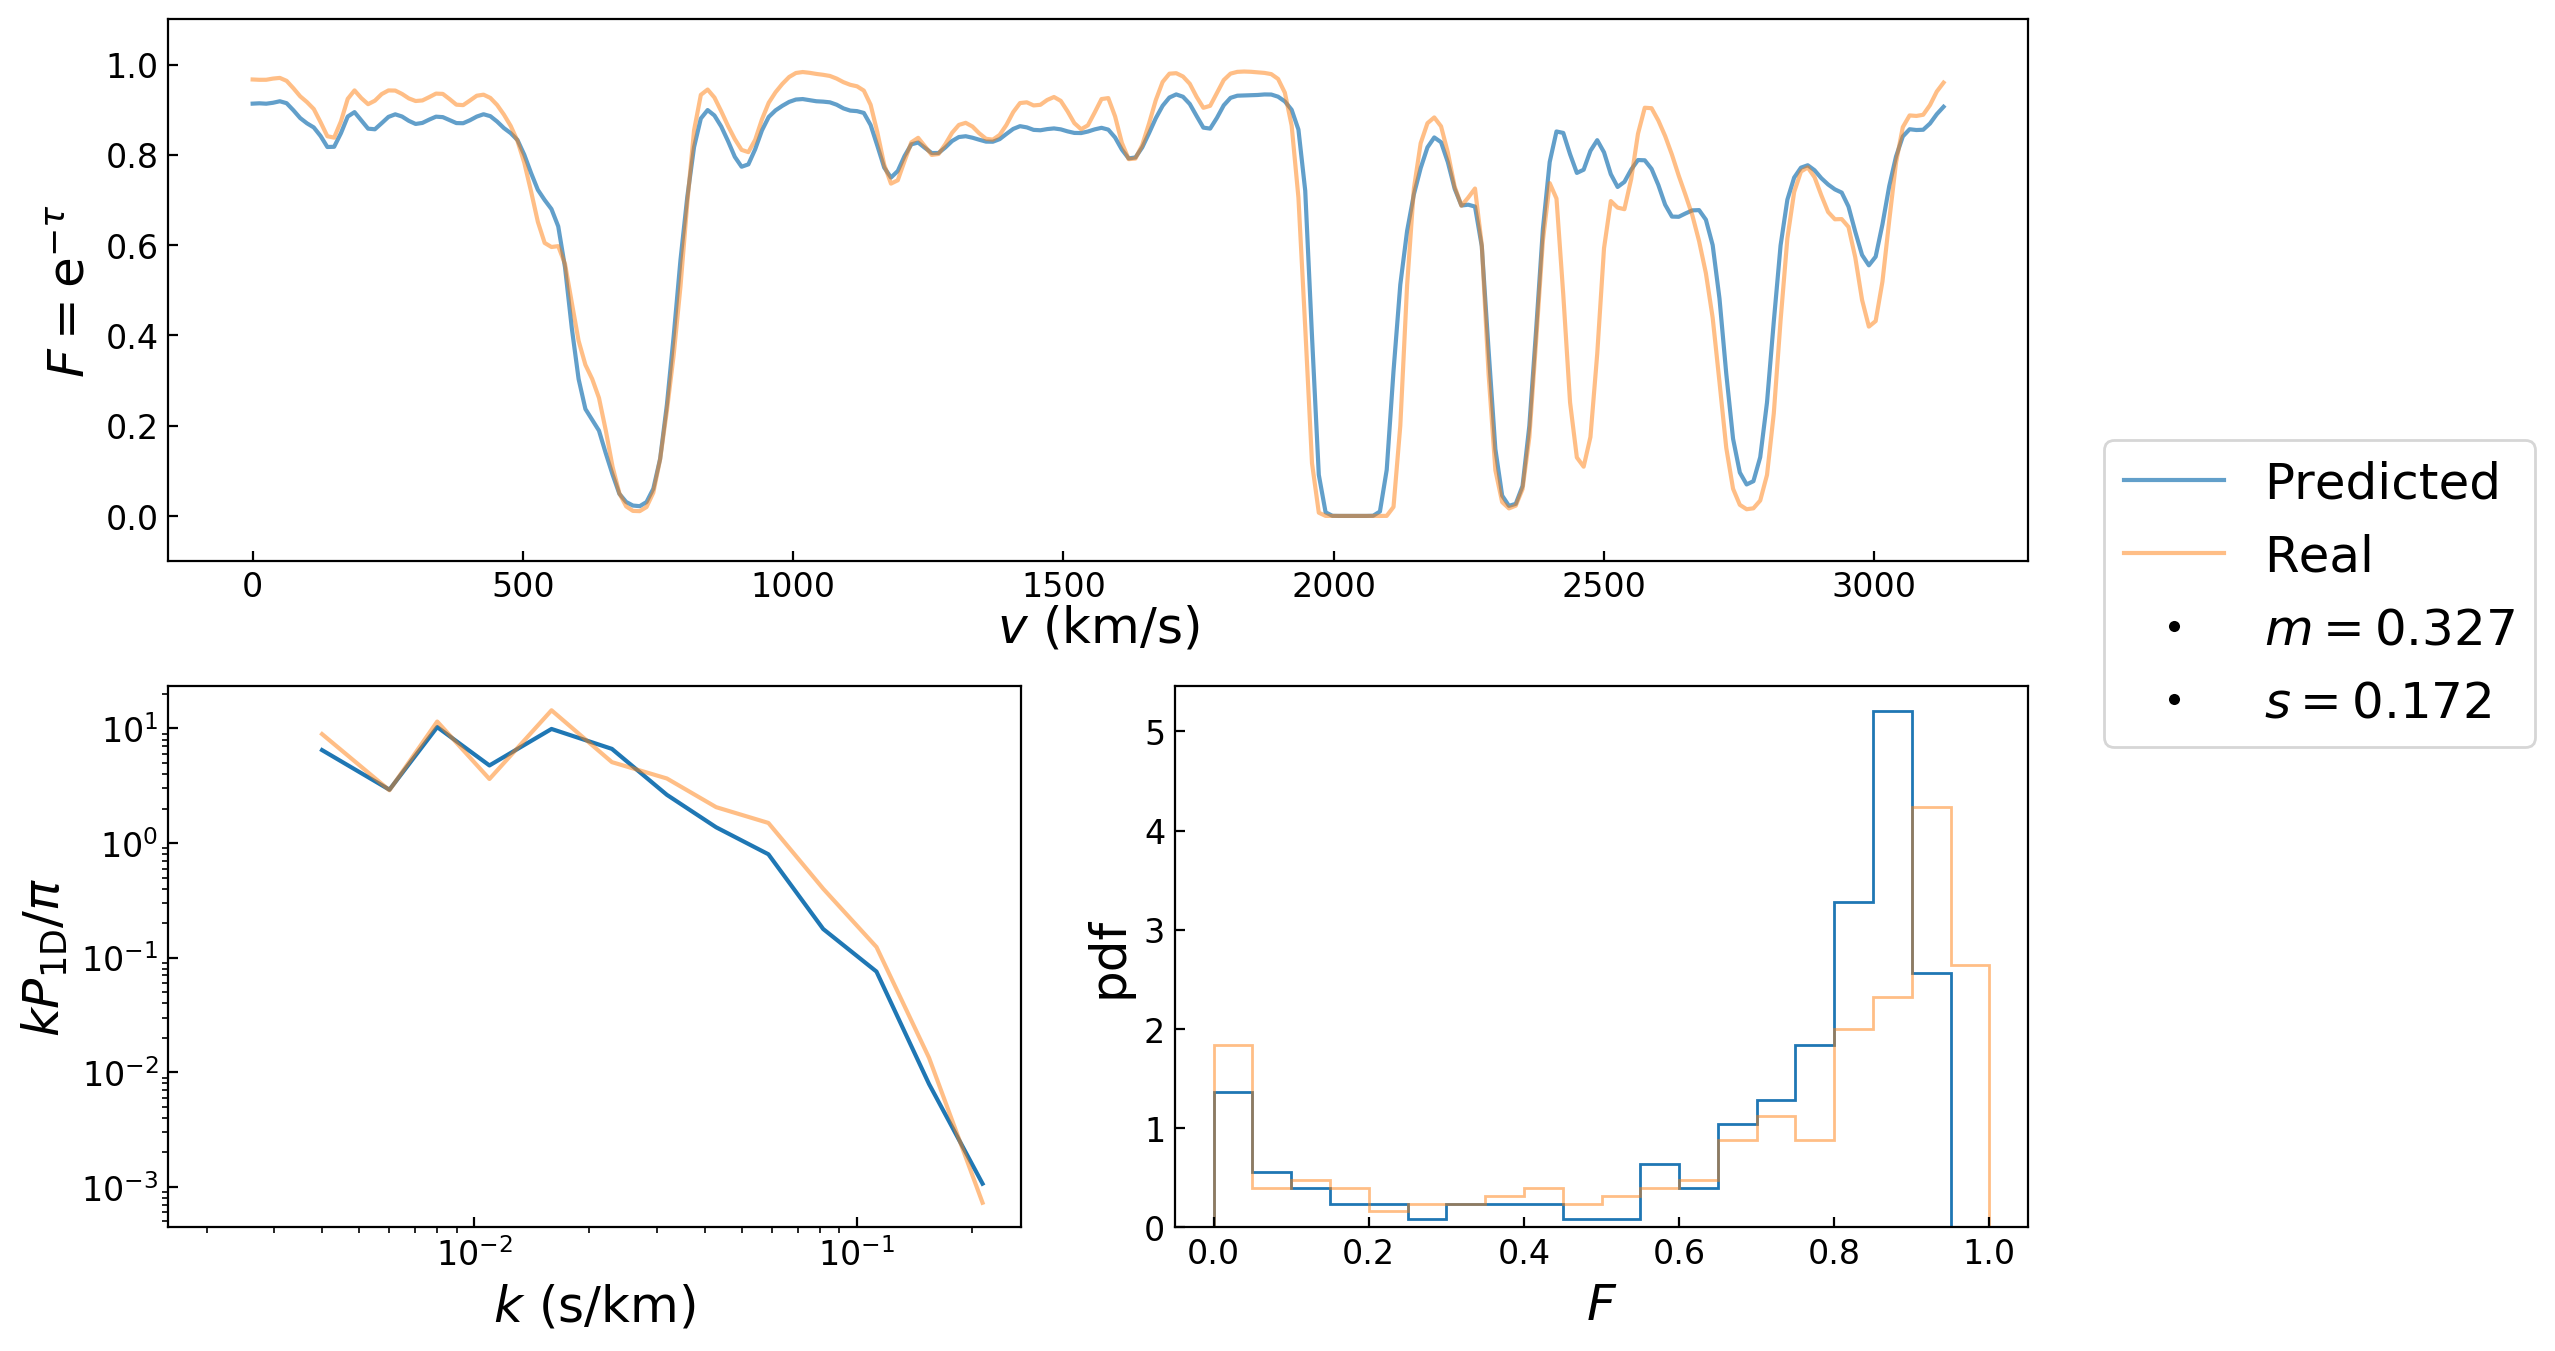 F = e^{−τ}
1.0
0.8
0.6
0.4
0.2
0.0
0 500 1000 1500 2000 2500 3000
v (km/s)
Predicted
Real
m = 0.327
s = 0.172
kP_{1D}/π
10^1
10^0
10^{−1}
10^{−2}
10^{−3}
10^{−2} 10^{−1}
k (s/km)
pdf
5
4
3
2
1
0
0.0 0.2 0.4 0.6 0.8 1.0
F